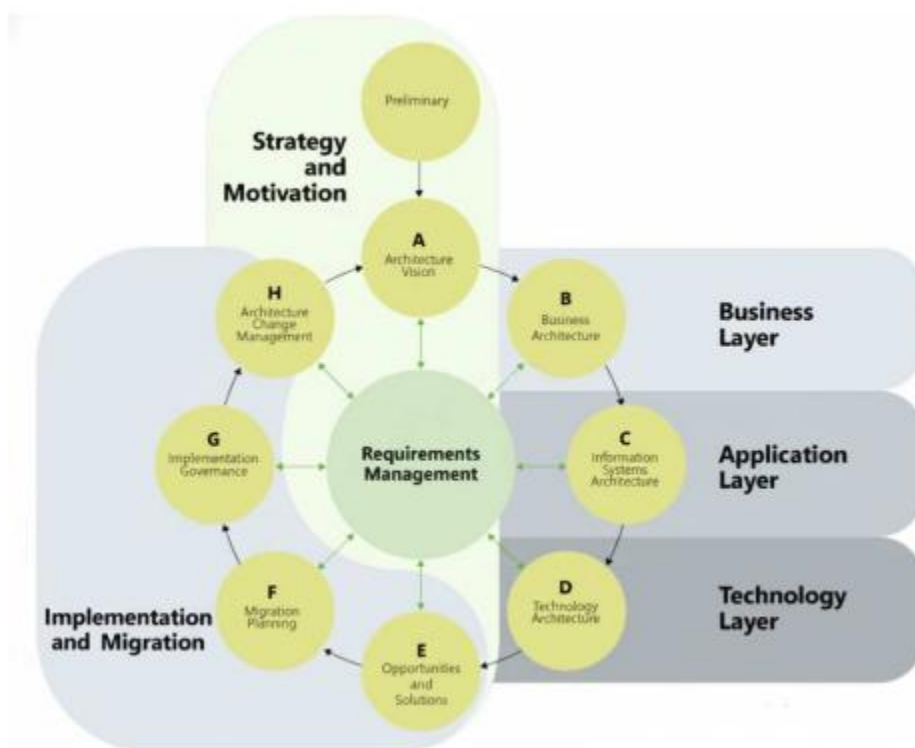 Preliminary
Strategy
and
Motivation
A
Architecture
Vision
H
Architecture
Change
Management
B
Business
Architecture
Business
Layer
G
Implementation
Governance
Requirements
Management
C
Information
Systems
Architecture
Application
Layer
F
Migration
Planning
D
Technology
Architecture
Technology
Layer
Implementation
and Migration
E
Opportunities
and
Solutions